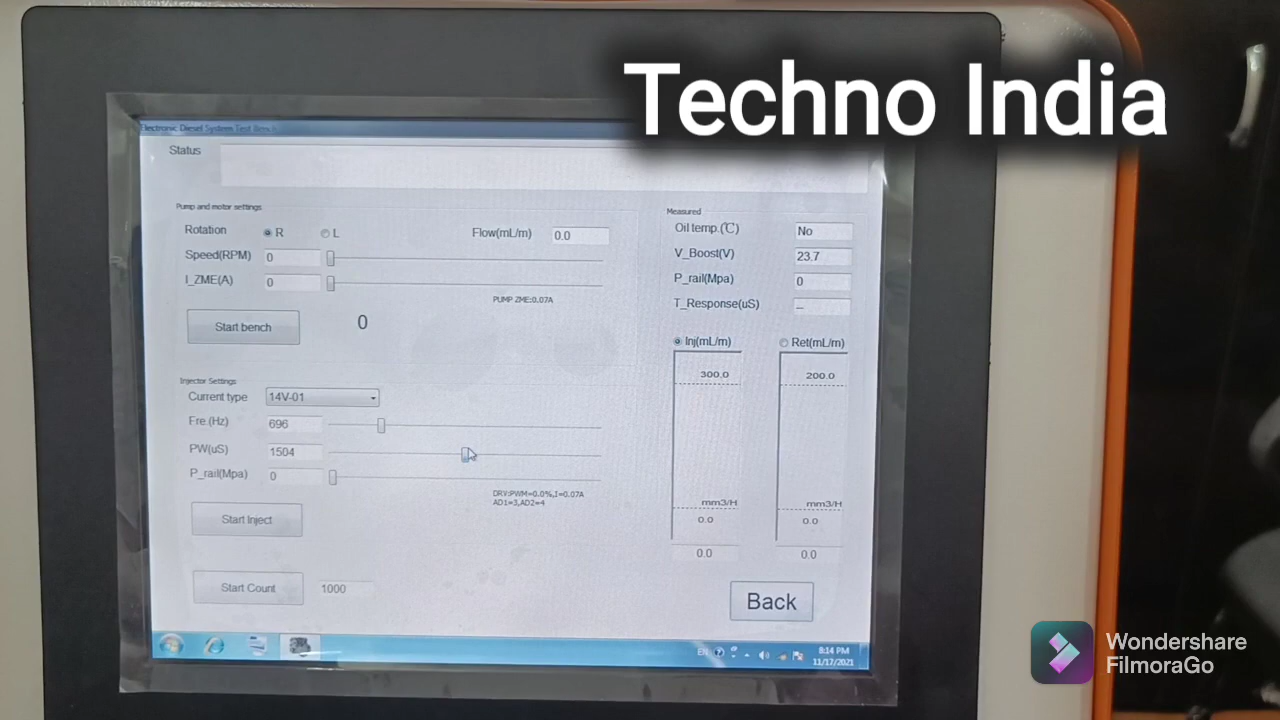 Techno India
Electronic Diesel System Test Bench
Status
Pump and motor settings
Rotation R L Flow(mL/m) 0.0
Speed(RPM) 0
I_ZME(A) 0
PUMP ZME:0.07A
Start bench 0
Injector Settings
Current type 14V-01
Fre.(Hz) 696
PW(uS) 1504
P_rail(Mpa) 0
DRV:PWM=0.0%,I=0.07A
AD1=3,AD2=4
Start Inject
Start Count 1000
Measured
Oil temp.(℃) No
V_Boost(V) 23.7
P_rail(Mpa) 0
T_Response(uS) --
Inj(mL/m) Ret(mL/m)
300.0 200.0
mm3/H mm3/H
0.0 0.0
0.0 0.0
Back
EN 8:14 PM
11/17/2021
Wondershare
FilmoraGo